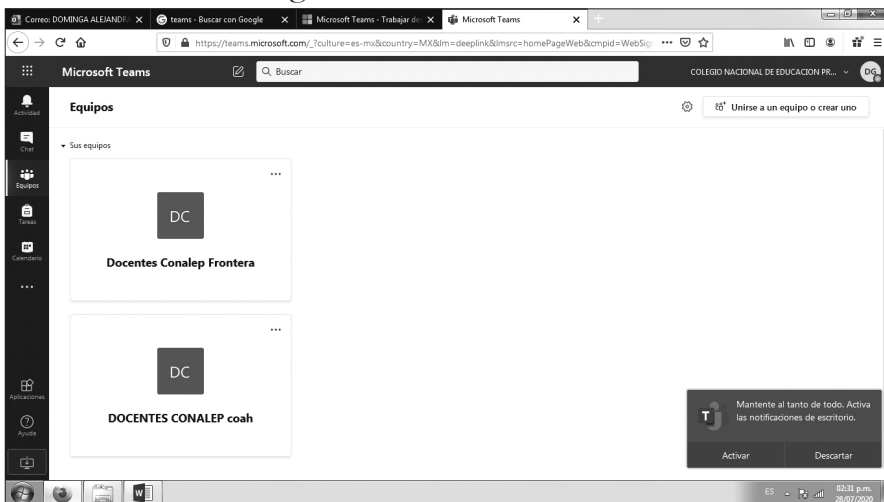 Correo: DOMINGA ALEJANDRA
teams - Buscar con Google
Microsoft Teams - Trabajar de
Microsoft Teams
https://teams.microsoft.com/_?culture=es-mx&country=MX&lm=deeplink&lmsrc=homePageWeb&cmpid=WebSig
Microsoft Teams
Buscar
COLEGIO NACIONAL DE EDUCACION PR...
DG
Actividad
Chat
Equipos
Tareas
Calendario
Aplicaciones
Ayuda
Equipos
Unirse a un equipo o crear uno
Sus equipos
DC
Docentes Conalep Frontera
DC
DOCENTES CONALEP coah
T
Mantente al tanto de todo. Activa
las notificaciones de escritorio.
Activar
Descartar
W
ES
02:31 p.m.
28/07/2020